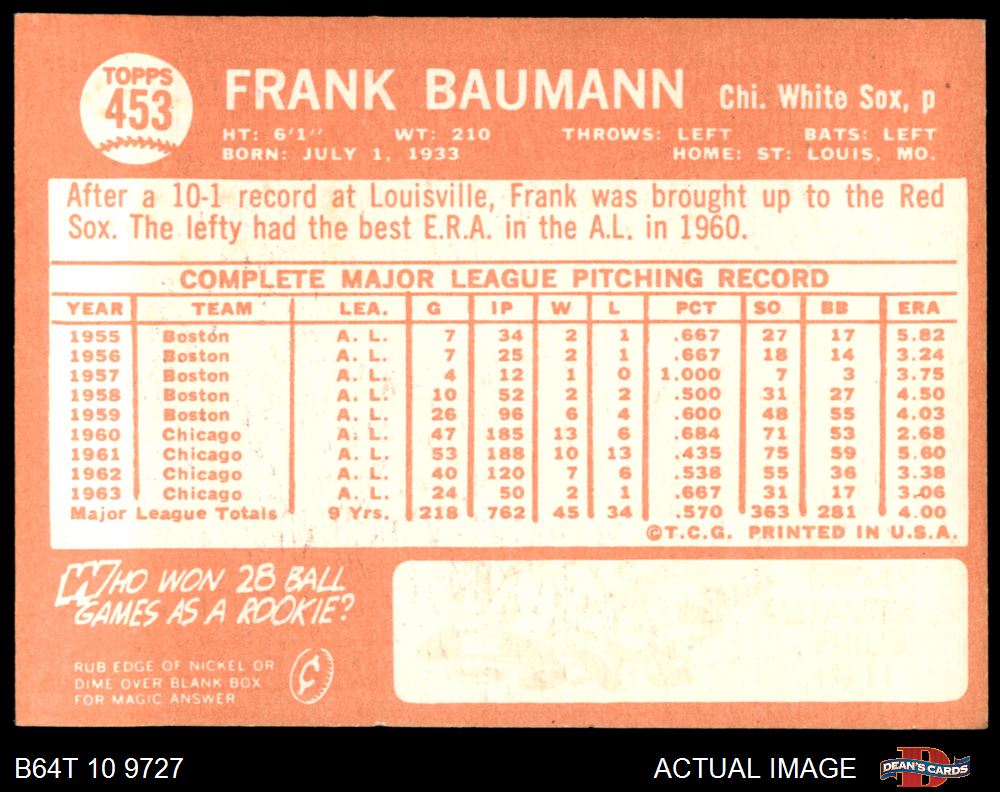 TOPPS
453
FRANK BAUMANN Chi. White Sox, p
HT: 6'1" WT: 210 THROWS: LEFT BATS: LEFT
BORN: JULY 1, 1933 HOME: ST: LOUIS, MO.
After a 10-1 record at Louisville, Frank was brought up to the Red
Sox. The lefty had the best E.R.A. in the A.L. in 1960.
COMPLETE MAJOR LEAGUE PITCHING RECORD
YEAR TEAM LEA. G IP W L PCT SO BB ERA
1955 Boston A. L. 7 34 2 1 .667 27 17 5.82
1956 Boston A. L. 7 25 2 1 .667 18 14 3.24
1957 Boston A. L. 4 12 1 0 1.000 7 3 3.75
1958 Boston A. L. 10 52 2 2 .500 31 27 4.50
1959 Boston A. L. 26 96 6 4 .600 48 55 4.03
1960 Chicago A. L. 47 185 13 6 .684 71 53 2.68
1961 Chicago A. L. 53 188 10 13 .435 75 59 5.60
1962 Chicago A. L. 40 120 7 6 .538 55 36 3.38
1963 Chicago A. L. 24 50 2 1 .667 31 17 3.06
Major League Totals 9 Yrs. 218 762 45 34 .570 363 281 4.00
©T.C.G. PRINTED IN U.S.A.
WHO WON 28 BALL
GAMES AS A ROOKIE?
RUB EDGE OF NICKEL OR
DIME OVER BLANK BOX
FOR MAGIC ANSWER
PHILS
B64T 10 9727
ACTUAL IMAGE
DEAN'S CARDS